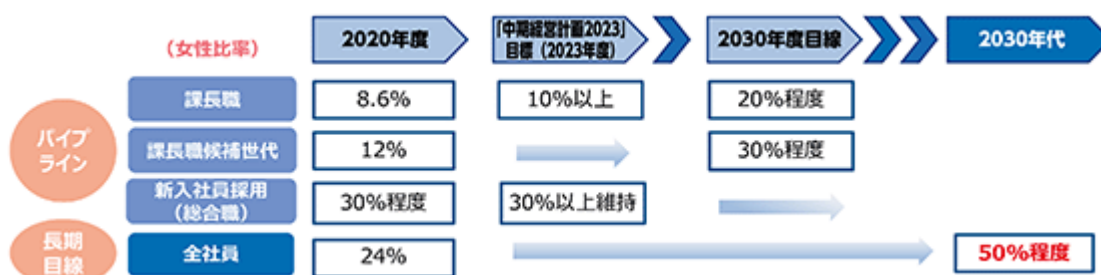 (女性比率)
2020年度
「中期経営計画2023」
目標(2023年度)
2030年度目線
2030年代
パイプ
ライン
課長職
8.6%
10%以上
20%程度
課長職候補世代
12%
30%程度
新入社員採用
(総合職)
30%程度
30%以上維持
長期
目線
全社員
24%
50%程度